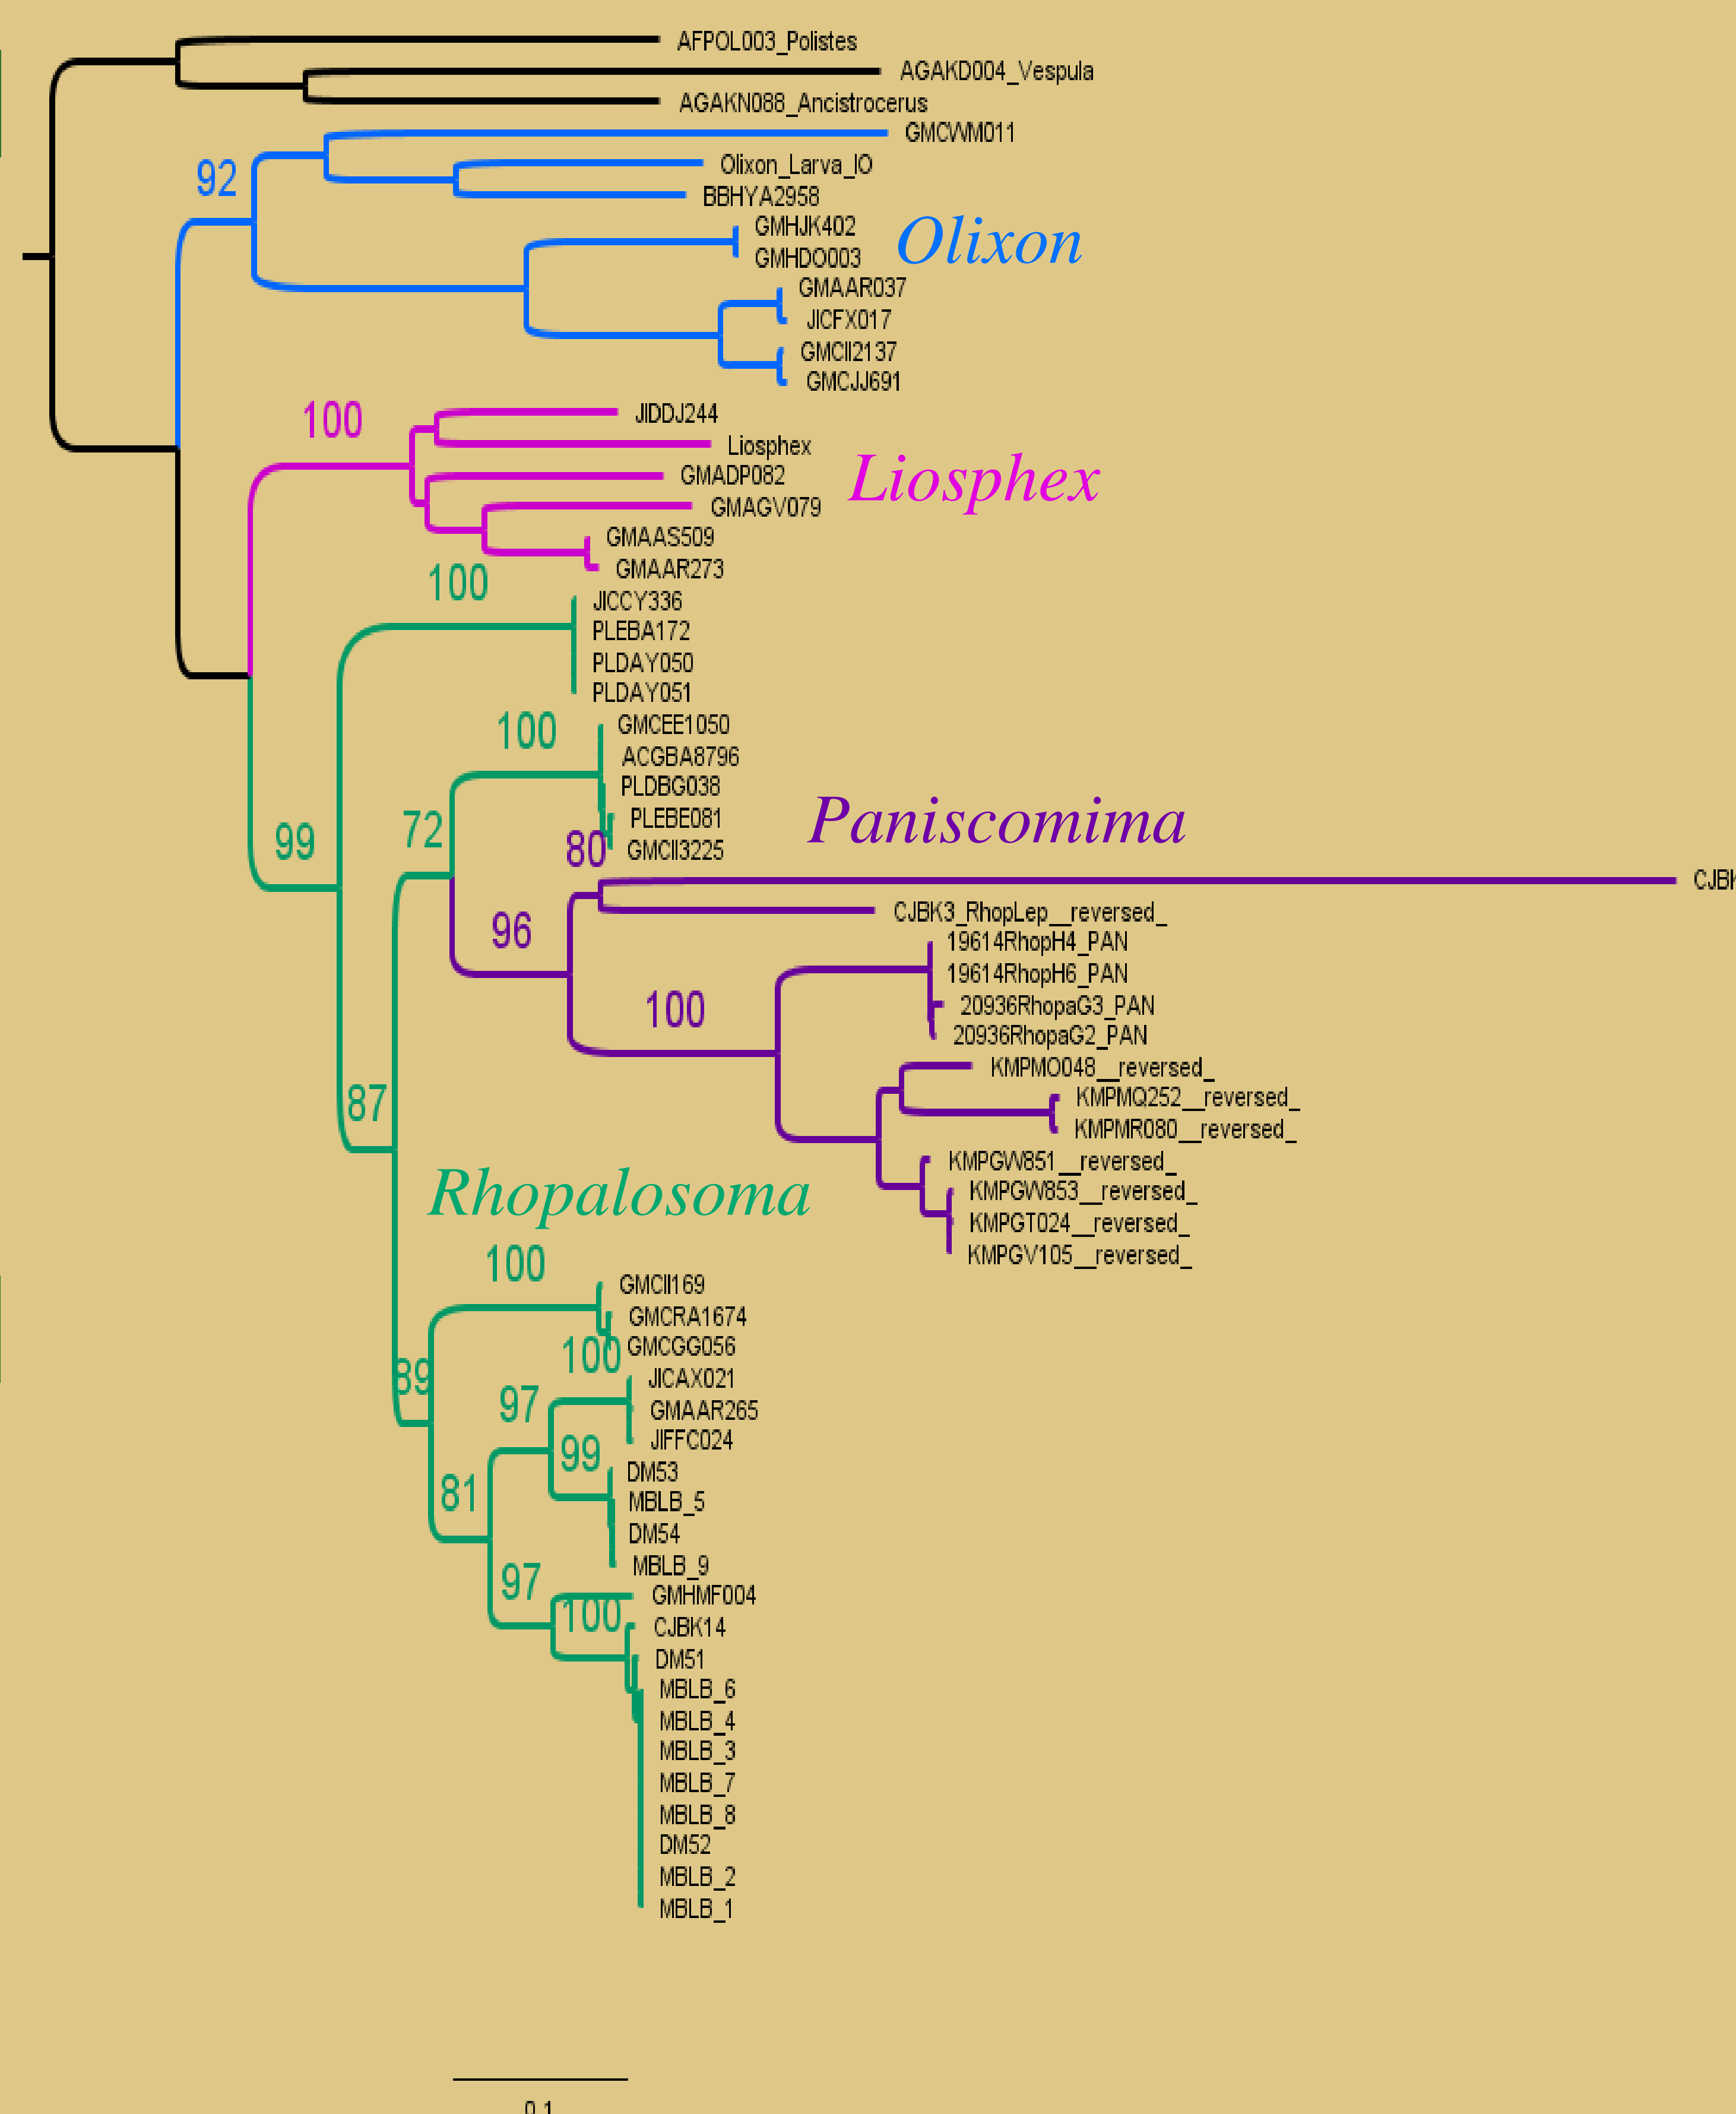 AFPOL003_Polistes
AGAKD004_Vespula
AGAKN088_Ancistrocerus
GMCWM011
92
Olixon_Larva_IO
BBHYA2958
GMHJK402
Olixon
GMHDO003
GMAAR037
JICFX017
GMCII2137
GMCJJ691
100
JIDDJ244
Liosphex
GMADP082
Liosphex
GMAGV079
GMAAS509
GMAAR273
100
JICCY336
PLEBA172
PLDAY050
PLDAY051
GMCEE1050
100
ACGBA8796
PLDBG038
PLEBE081
Paniscomima
72
99
80
GMCII3225
CJBK3_RhopLep__reversed_
96
19614RhopH4_PAN
19614RhopH6_PAN
100
20936RhopaG3_PAN
20936RhopaG2_PAN
KMPMO048__reversed_
KMPMQ252__reversed_
87
KMPMR080__reversed_
KMPGW851__reversed_
KMPGW853__reversed_
Rhopalosoma
KMPGT024__reversed_
KMPGV105__reversed_
100
GMCII169
GMCRA1674
GMCGG056
100
89
JICAX021
97
GMAAR265
JIFFC024
99
DM53
81
MBLB_5
DM54
MBLB_9
97
GMHMF004
100
CJBK14
DM51
MBLB_6
MBLB_4
MBLB_3
MBLB_7
MBLB_8
DM52
MBLB_2
MBLB_1
0.1